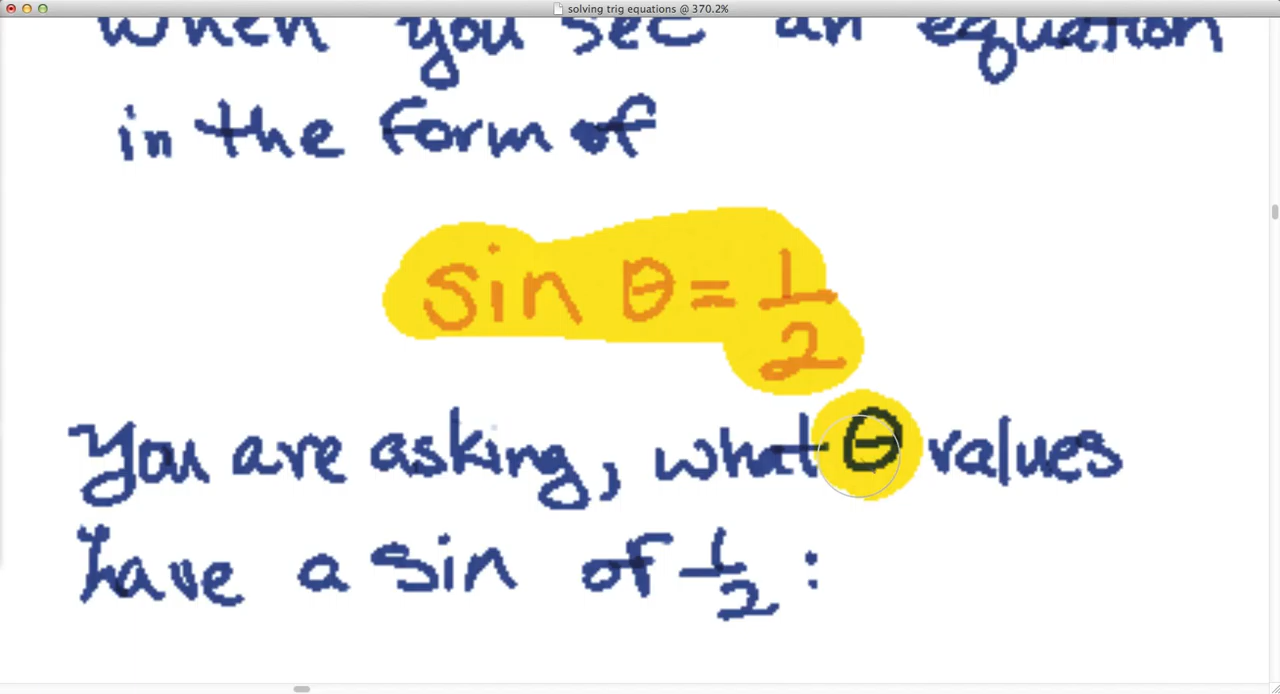 solving trig equations @ 370.2%
When you see an equation
in the form of
sin θ = 1/2
You are asking, what θ values
have a sin of 1/2 :